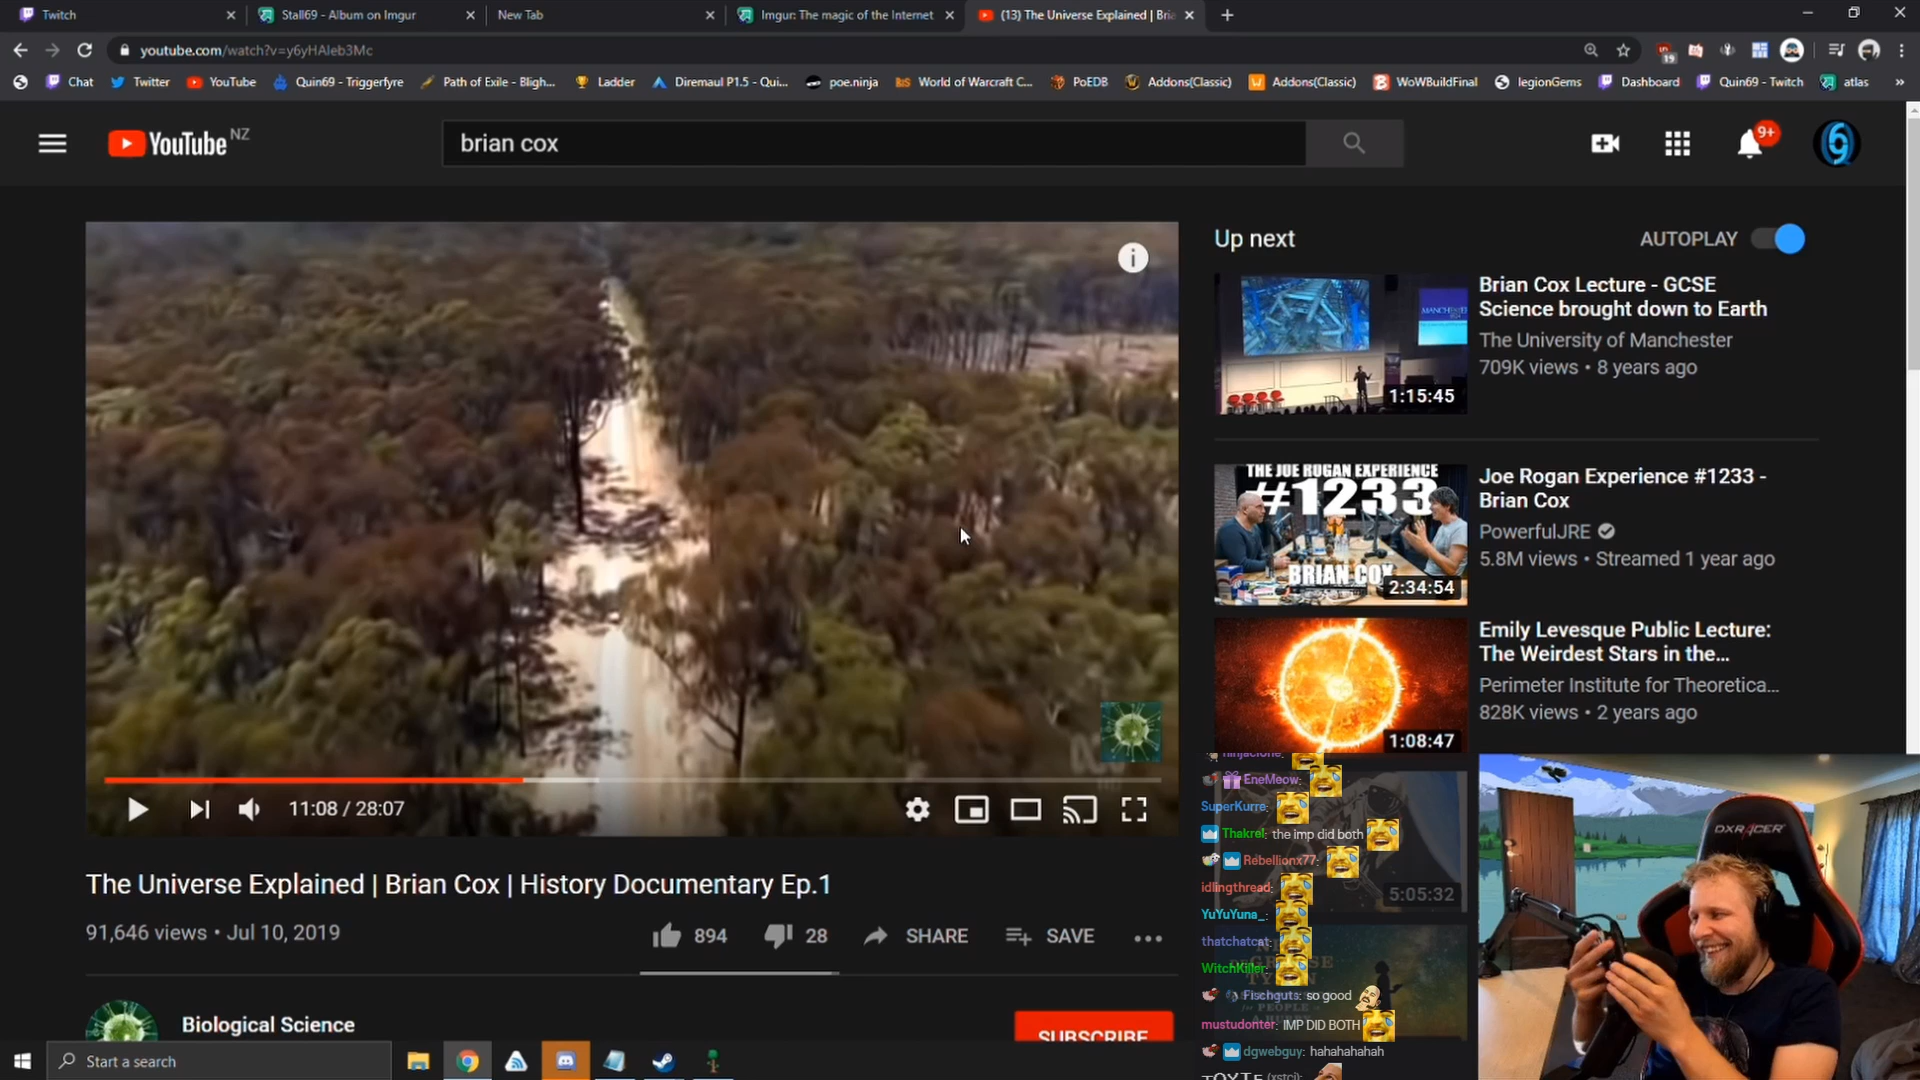 Twitch
Stall69 - Album on Imgur
New Tab
Imgur: The magic of the Internet
(13) The Universe Explained | Bria
youtube.com/watch?v=y6yHAleb3Mc
19
Chat
Twitter
YouTube
Quin69 - Triggerfyre
Path of Exile - Bligh...
Ladder
Diremaul P1.5 - Qui...
poe.ninja
World of Warcraft C...
PoEDB
Addons(Classic)
Addons(Classic)
WoWBuildFinal
legionGems
Dashboard
Quin69 - Twitch
atlas
»
YouTube NZ
brian cox
9+
Up next
AUTOPLAY
Brian Cox Lecture - GCSE
Science brought down to Earth
The University of Manchester
709K views • 8 years ago
1:15:45
THE JOE ROGAN EXPERIENCE
#1233
BRIAN COX
2:34:54
Joe Rogan Experience #1233 -
Brian Cox
PowerfulJRE
5.8M views • Streamed 1 year ago
Emily Levesque Public Lecture:
The Weirdest Stars in the...
Perimeter Institute for Theoretica...
828K views • 2 years ago
1:08:47
11:08 / 28:07
The Universe Explained | Brian Cox | History Documentary Ep.1
91,646 views • Jul 10, 2019
894
28
SHARE
SAVE
Biological Science
SUBSCRIBE
ninjaclone:
EneMeow:
SuperKurre:
Thakrel: the imp did both
Rebellionx77:
idlingthread:
5:05:32
YuYuYuna_:
thatchatcat:
WitchKiller:
Fischguts: so good
mustudonter: IMP DID BOTH
dgwebguy: hahahahahah
DXRACER
Start a search